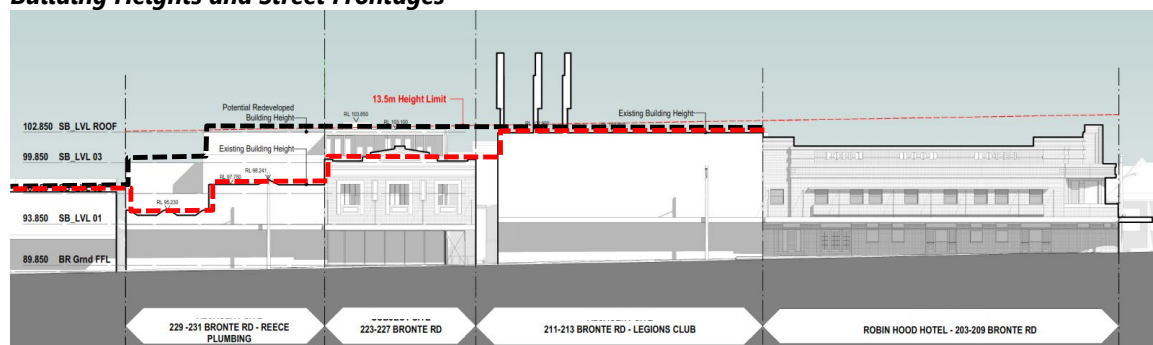 Building Heights and Street Frontages
Potential Redeveloped
Building Height
13.5m Height Limit
RL 103.850
RL 103.100
Existing Building Height
102.850 SB_LVL ROOF
Existing Building Height
99.850 SB_LVL 03
RL 98.241
RL 97.750
RL 95.230
93.850 SB_LVL 01
89.850 BR Grnd FFL
229 -231 BRONTE RD - REECE
PLUMBING
223-227 BRONTE RD
211-213 BRONTE RD - LEGIONS CLUB
ROBIN HOOD HOTEL - 203-209 BRONTE RD